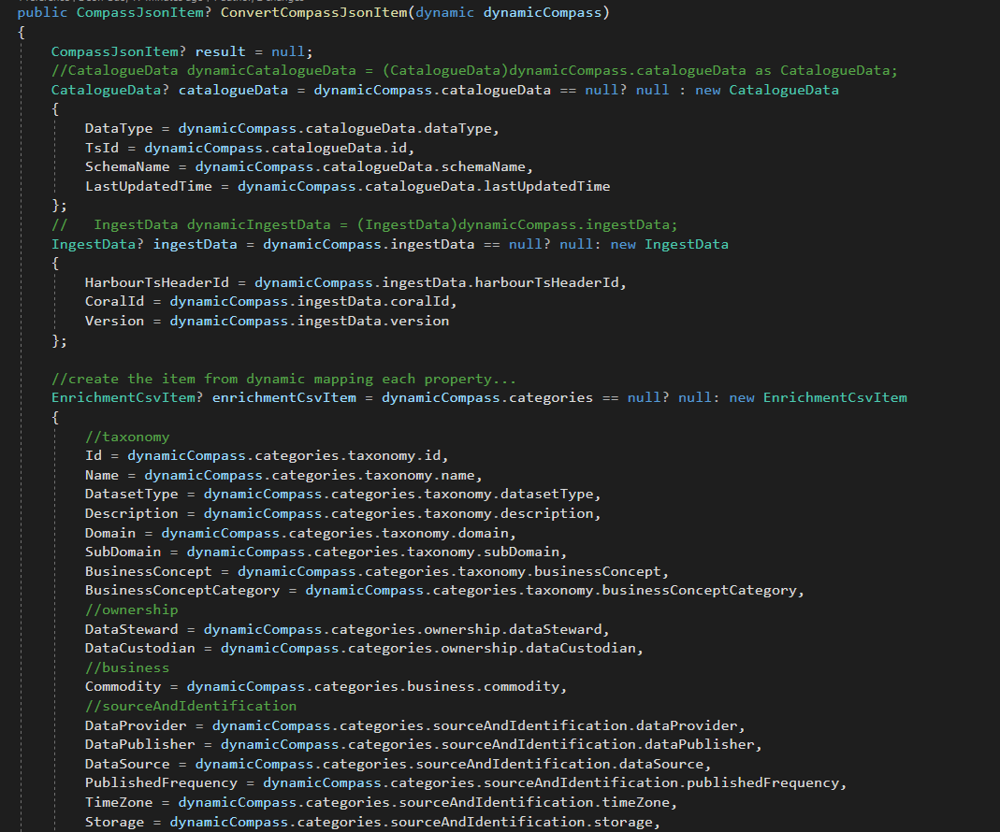 public CompassJsonItem? ConvertCompassJsonItem(dynamic dynamicCompass)
{
CompassJsonItem? result = null;
//CatalogueData dynamicCatalogueData = (CatalogueData)dynamicCompass.catalogueData as CatalogueData;
CatalogueData? catalogueData = dynamicCompass.catalogueData == null? null : new CatalogueData
{
DataType = dynamicCompass.catalogueData.dataType,
TsId = dynamicCompass.catalogueData.id,
SchemaName = dynamicCompass.catalogueData.schemaName,
LastUpdatedTime = dynamicCompass.catalogueData.lastUpdatedTime
};
//   IngestData dynamicIngestData = (IngestData)dynamicCompass.ingestData;
IngestData? ingestData = dynamicCompass.ingestData == null? null: new IngestData
{
HarbourTsHeaderId = dynamicCompass.ingestData.harbourTsHeaderId,
CoralId = dynamicCompass.ingestData.coralId,
Version = dynamicCompass.ingestData.version
};
//create the item from dynamic mapping each property...
EnrichmentCsvItem? enrichmentCsvItem = dynamicCompass.categories == null? null: new EnrichmentCsvItem
{
//taxonomy
Id = dynamicCompass.categories.taxonomy.id,
Name = dynamicCompass.categories.taxonomy.name,
DatasetType = dynamicCompass.categories.taxonomy.datasetType,
Description = dynamicCompass.categories.taxonomy.description,
Domain = dynamicCompass.categories.taxonomy.domain,
SubDomain = dynamicCompass.categories.taxonomy.subDomain,
BusinessConcept = dynamicCompass.categories.taxonomy.businessConcept,
BusinessConceptCategory = dynamicCompass.categories.taxonomy.businessConceptCategory,
//ownership
DataSteward = dynamicCompass.categories.ownership.dataSteward,
DataCustodian = dynamicCompass.categories.ownership.dataCustodian,
//business
Commodity = dynamicCompass.categories.business.commodity,
//sourceAndIdentification
DataProvider = dynamicCompass.categories.sourceAndIdentification.dataProvider,
DataPublisher = dynamicCompass.categories.sourceAndIdentification.dataPublisher,
DataSource = dynamicCompass.categories.sourceAndIdentification.dataSource,
PublishedFrequency = dynamicCompass.categories.sourceAndIdentification.publishedFrequency,
TimeZone = dynamicCompass.categories.sourceAndIdentification.timeZone,
Storage = dynamicCompass.categories.sourceAndIdentification.storage,